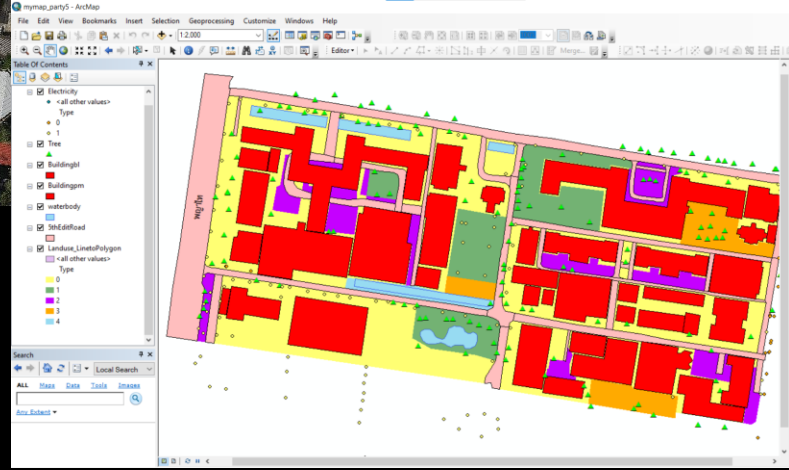 mymap_party5 - ArcMap
File Edit View Bookmarks Insert Selection Geoprocessing Customize Windows Help
1:2,000
Editor Merge...
Table Of Contents
Electricity
<all other values>
Type
0
1
Tree
Buildingbl
Buildingpm
waterbody
5thEditRoad
Landuse_LinetoPolygon
<all other values>
Type
0
1
2
3
4
Search
Local Search
ALL Maps Data Tools Images
Any Extent